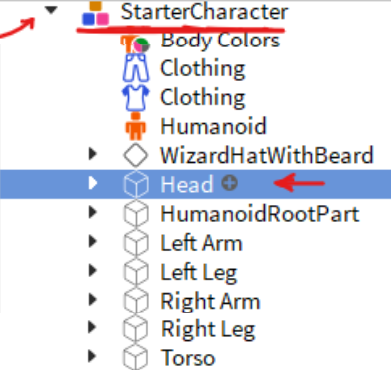 StarterCharacter
Body Colors
Clothing
Clothing
Humanoid
WizardHatWithBeard
Head
HumanoidRootPart
Left Arm
Left Leg
Right Arm
Right Leg
Torso